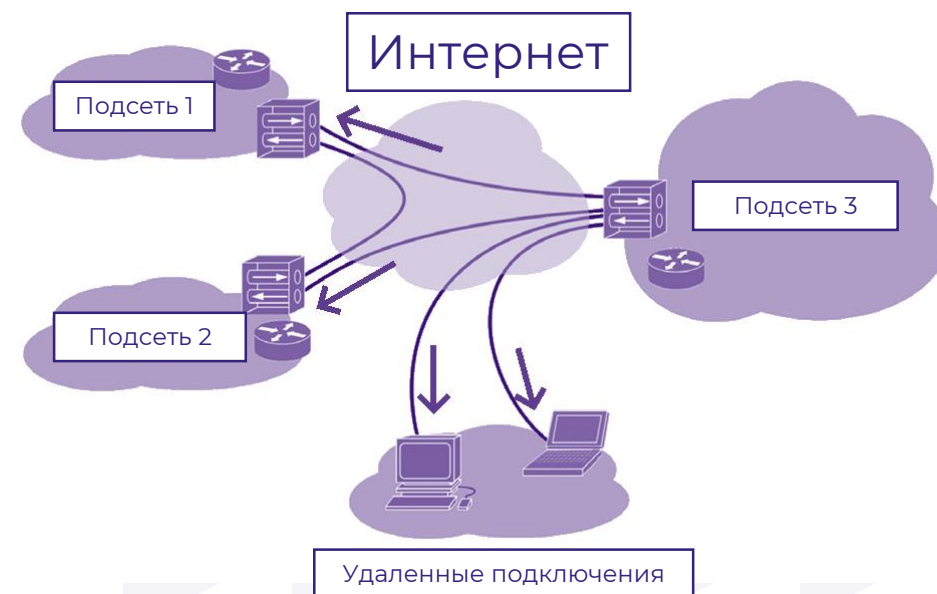 Интернет
Подсеть 1
Подсеть 3
Подсеть 2
Удаленные подключения